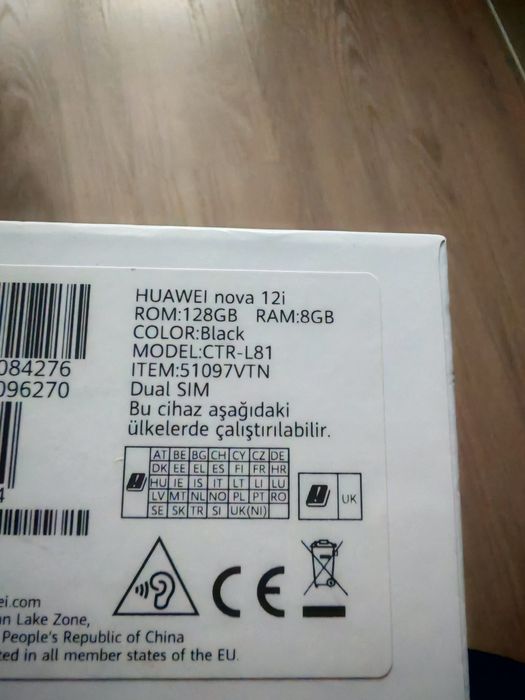 HUAWEI nova 12i
ROM:128GB RAM:8GB
COLOR:Black
MODEL:CTR-L81
084276
ITEM:51097VTN
096270
Dual SIM
Bu cihaz aşağıdaki
ülkelerde çalıştırılabilir.
AT BE BG CH CY CZ DE
DK EE EL ES FI FR HR
HU IE IS IT LT LI LU
LV MT NL NO PL PT RO
SE SK TR SI UK(NI)
UK
4
CE
ei.com
n Lake Zone,
People's Republic of China
ted in all member states of the EU.